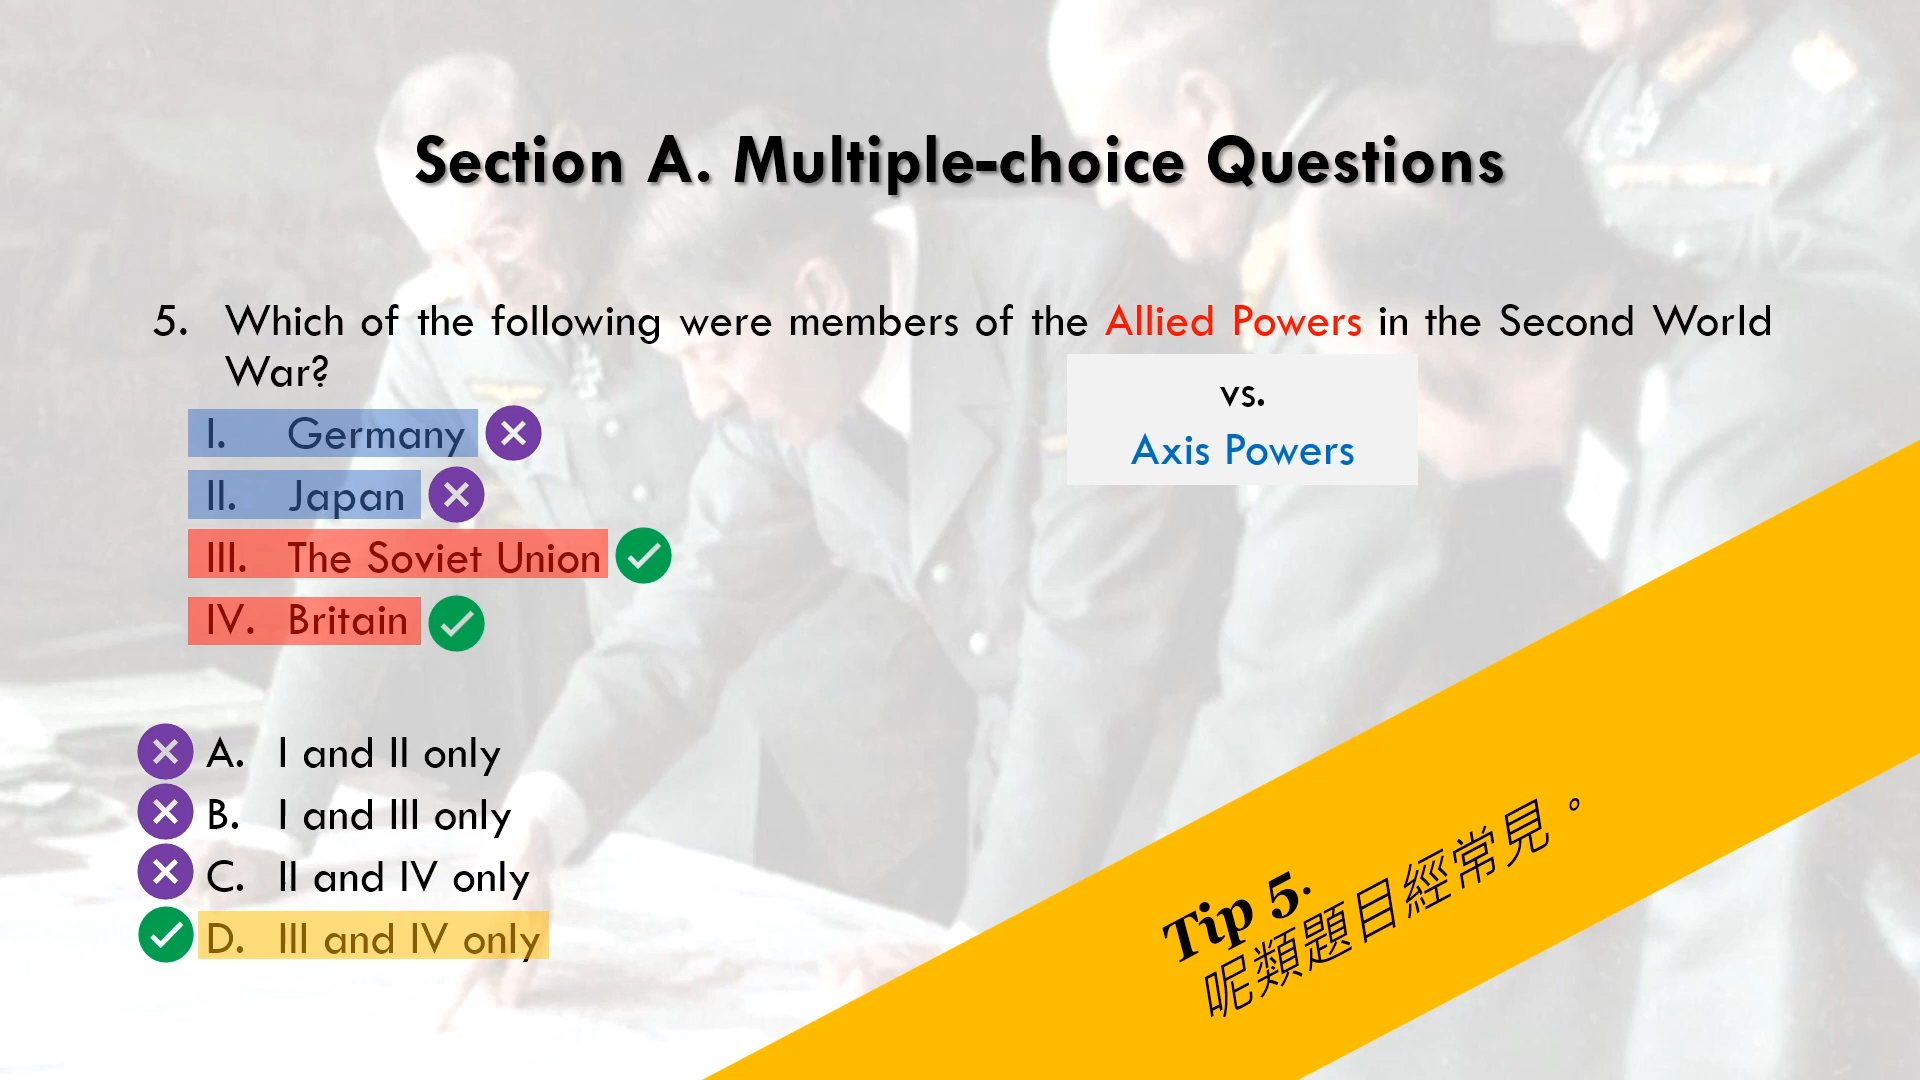 Section A. Multiple-choice Questions
5. Which of the following were members of the Allied Powers in the Second World
War?
vs.
Axis Powers
I. Germany
II. Japan
III. The Soviet Union
IV. Britain
A. I and II only
B. I and III only
C. II and IV only
D. III and IV only
Tip 5.
呢類題目經常見。